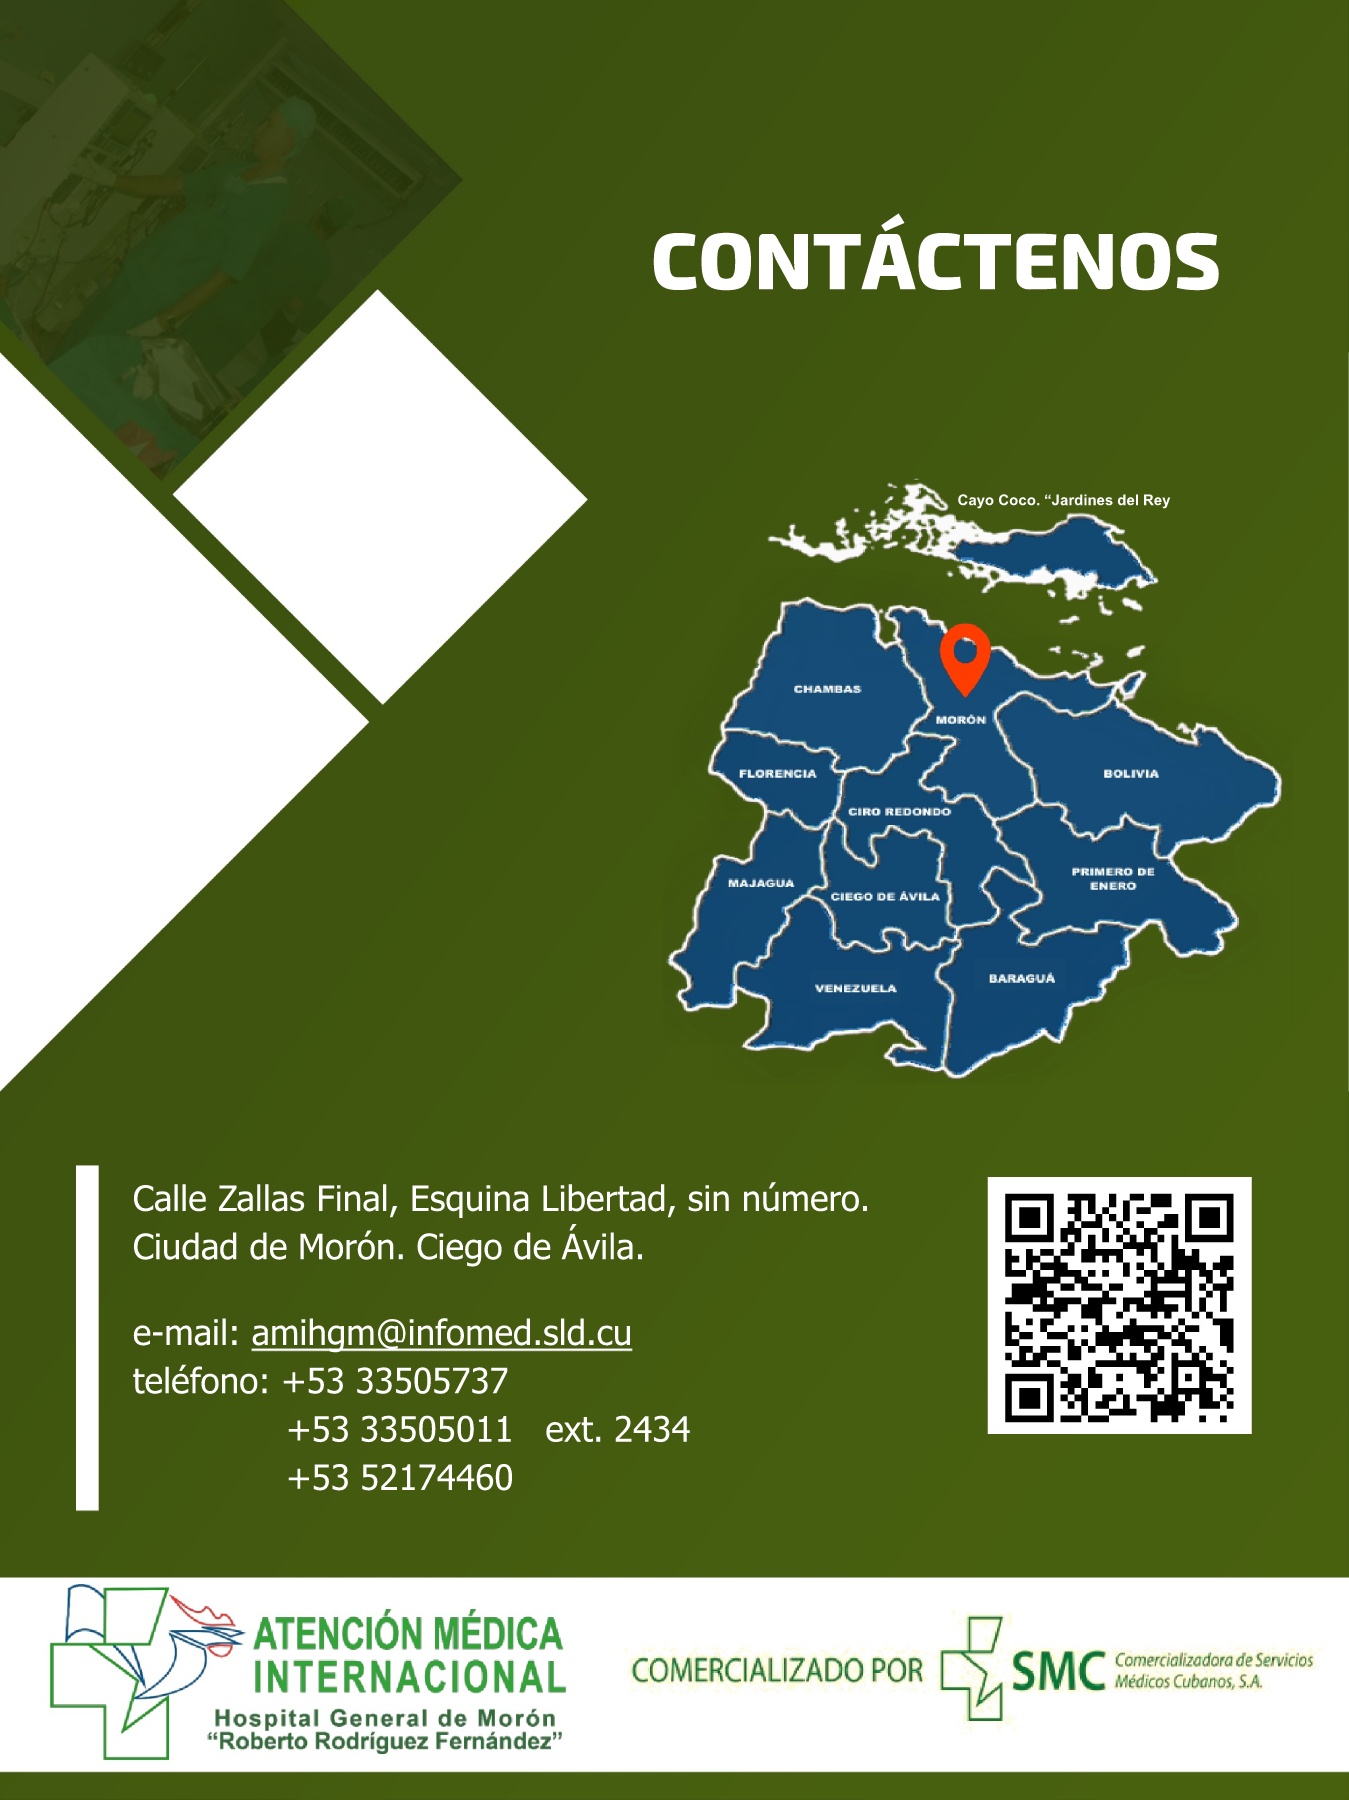 CONTÁCTENOS
Cayo Coco. “Jardines del Rey
CHAMBAS
MORÓN
FLORENCIA
BOLIVIA
CIRO REDONDO
MAJAGUA
CIEGO DE ÁVILA
PRIMERO DE
ENERO
VENEZUELA
BARAGUÁ
Calle Zallas Final, Esquina Libertad, sin número.
Ciudad de Morón. Ciego de Ávila.
e-mail: amihgm@infomed.sld.cu
teléfono: +53 33505737
+53 33505011 ext. 2434
+53 52174460
ATENCIÓN MÉDICA
INTERNACIONAL
Hospital General de Morón
“Roberto Rodríguez Fernández”
COMERCIALIZADO POR
SMC
Comercializadora de Servicios
Médicos Cubanos, S.A.